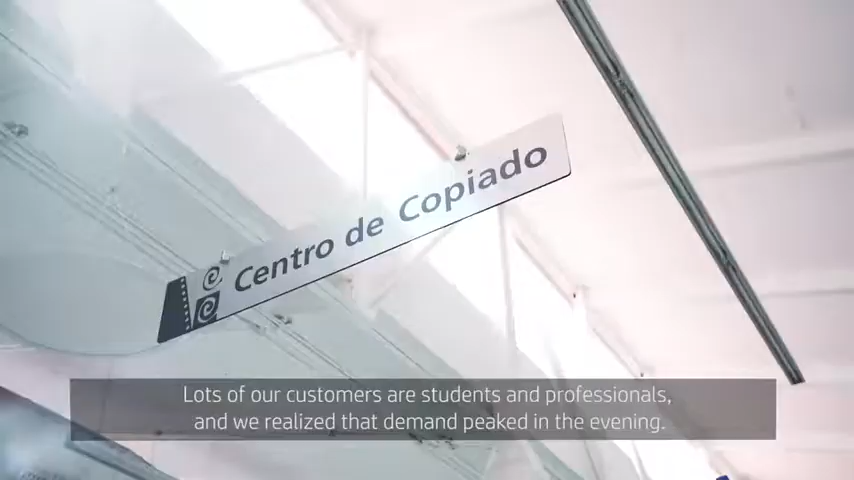 Centro de Copiado
Lots of our customers are students and professionals,
and we realized that demand peaked in the evening.